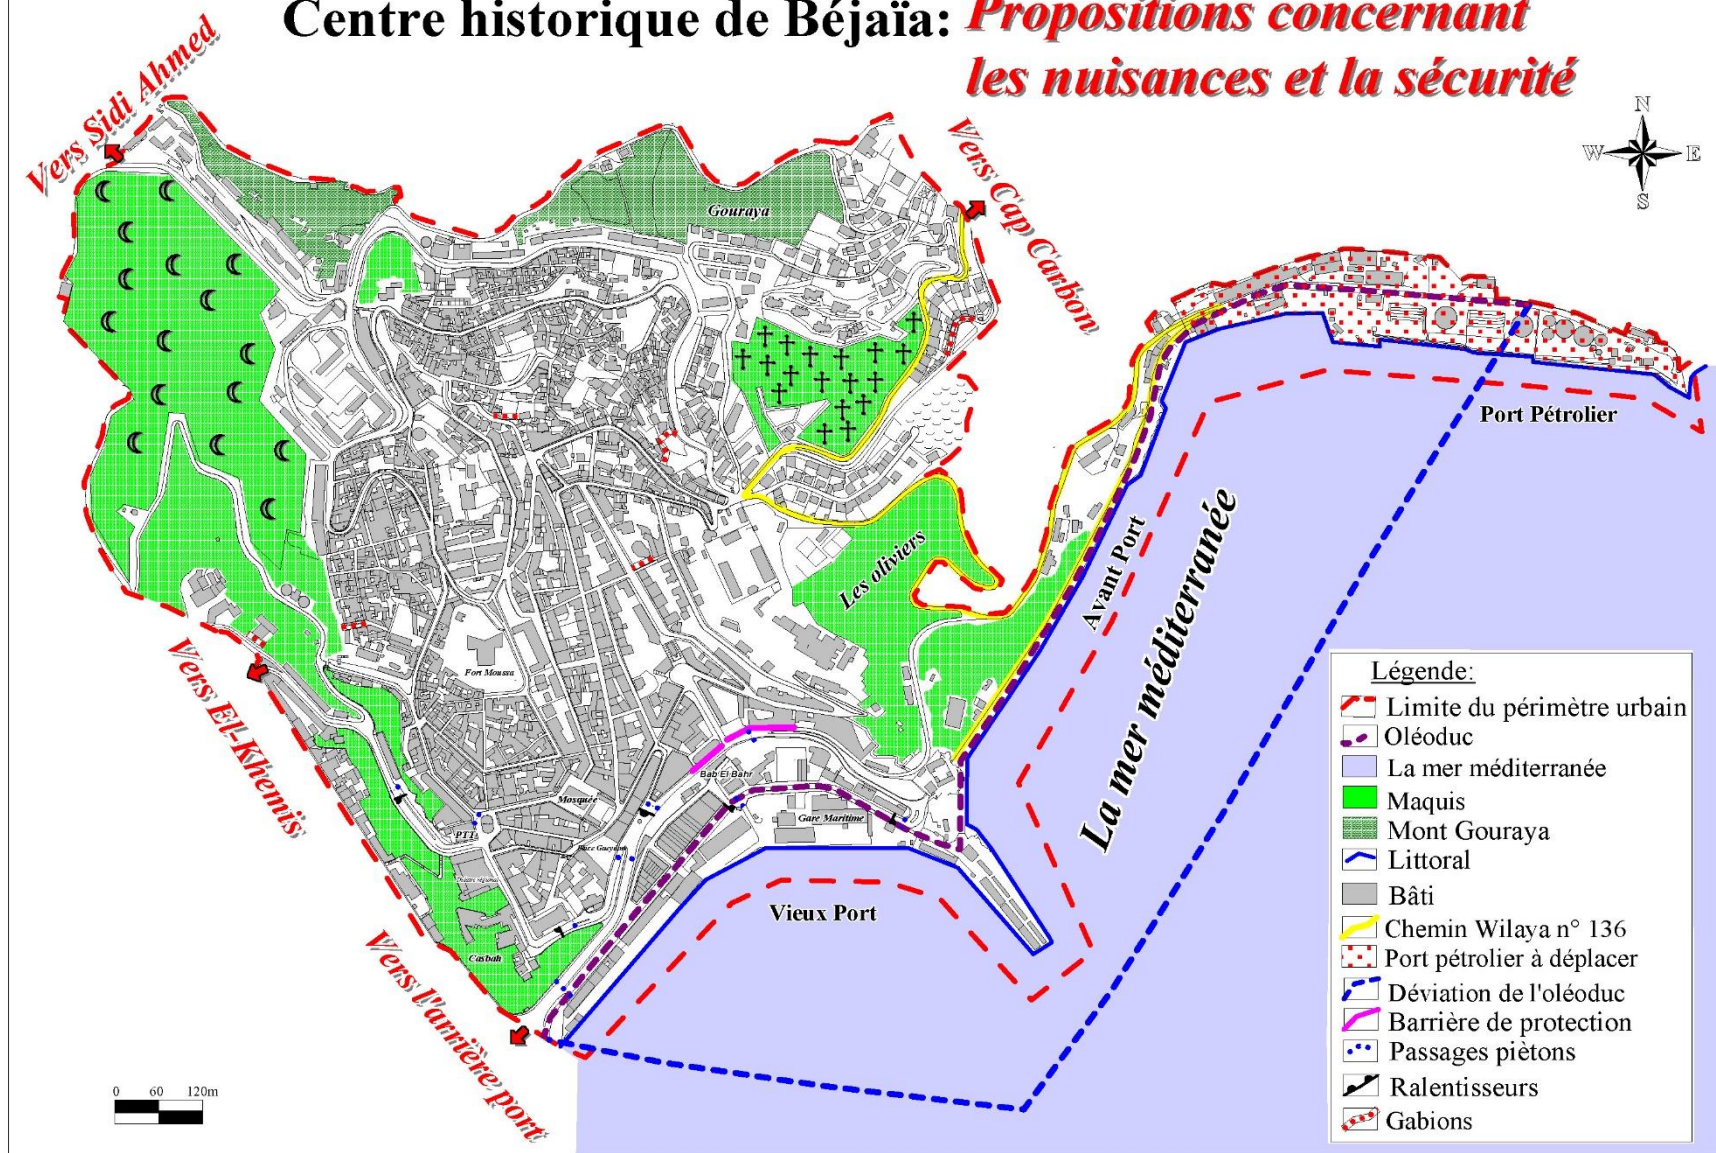 Centre historique de Béjaïa: Propositions concernant
les nuisances et la sécurité
Vers Sidi Ahmed
Vers Cap Carbon
N
W E
S
Gouraya
Port Pétrolier
Les oliviers
Avant Port
La mer méditerranée
Fort Moussa
Vers El-Khemis
Bab El Bahr
Mosquée
Gare Maritime
PTT
Place Gueydon
Théâtre régional
Vieux Port
Casbah
Vers l'arrière port
0 60 120m
Légende:
Limite du périmètre urbain
Oléoduc
La mer méditerranée
Maquis
Mont Gouraya
Littoral
Bâti
Chemin Wilaya n° 136
Port pétrolier à déplacer
Déviation de l'oléoduc
Barrière de protection
Passages piètons
Ralentisseurs
Gabions